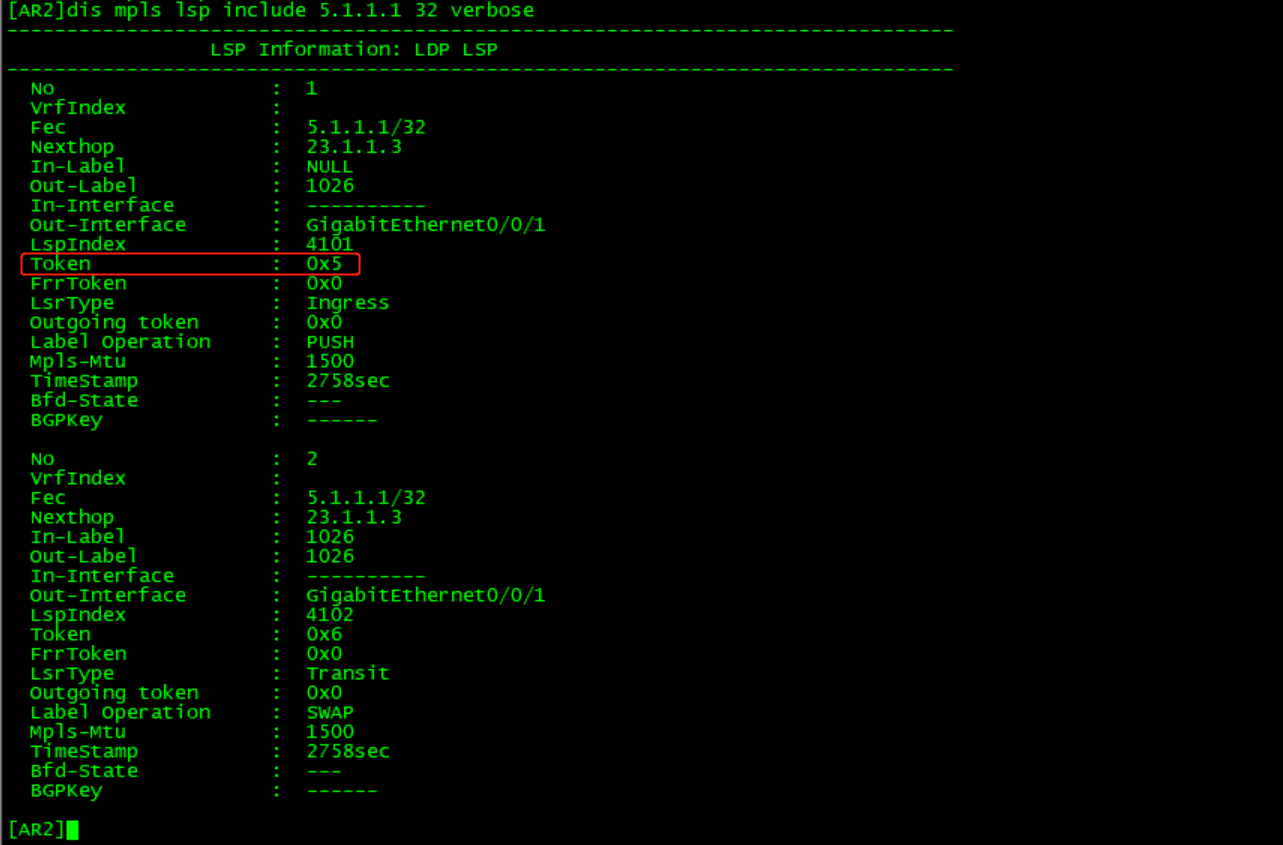 [AR2]dis mpls lsp include 5.1.1.1 32 verbose
-------------------------------------------------------------------------------
LSP Information: LDP LSP
-------------------------------------------------------------------------------
No : 1
VrfIndex :
Fec : 5.1.1.1/32
Nexthop : 23.1.1.3
In-Label : NULL
Out-Label : 1026
In-Interface : ----------
Out-Interface : GigabitEthernet0/0/1
LspIndex : 4101
Token : 0x5
FrrToken : 0x0
LsrType : Ingress
Outgoing token : 0x0
Label Operation : PUSH
Mpls-Mtu : 1500
TimeStamp : 2758sec
Bfd-State : ---
BGPKey : ------
No : 2
VrfIndex :
Fec : 5.1.1.1/32
Nexthop : 23.1.1.3
In-Label : 1026
Out-Label : 1026
In-Interface : ----------
Out-Interface : GigabitEthernet0/0/1
LspIndex : 4102
Token : 0x6
FrrToken : 0x0
LsrType : Transit
Outgoing token : 0x0
Label Operation : SWAP
Mpls-Mtu : 1500
TimeStamp : 2758sec
Bfd-State : ---
BGPKey : ------
[AR2]